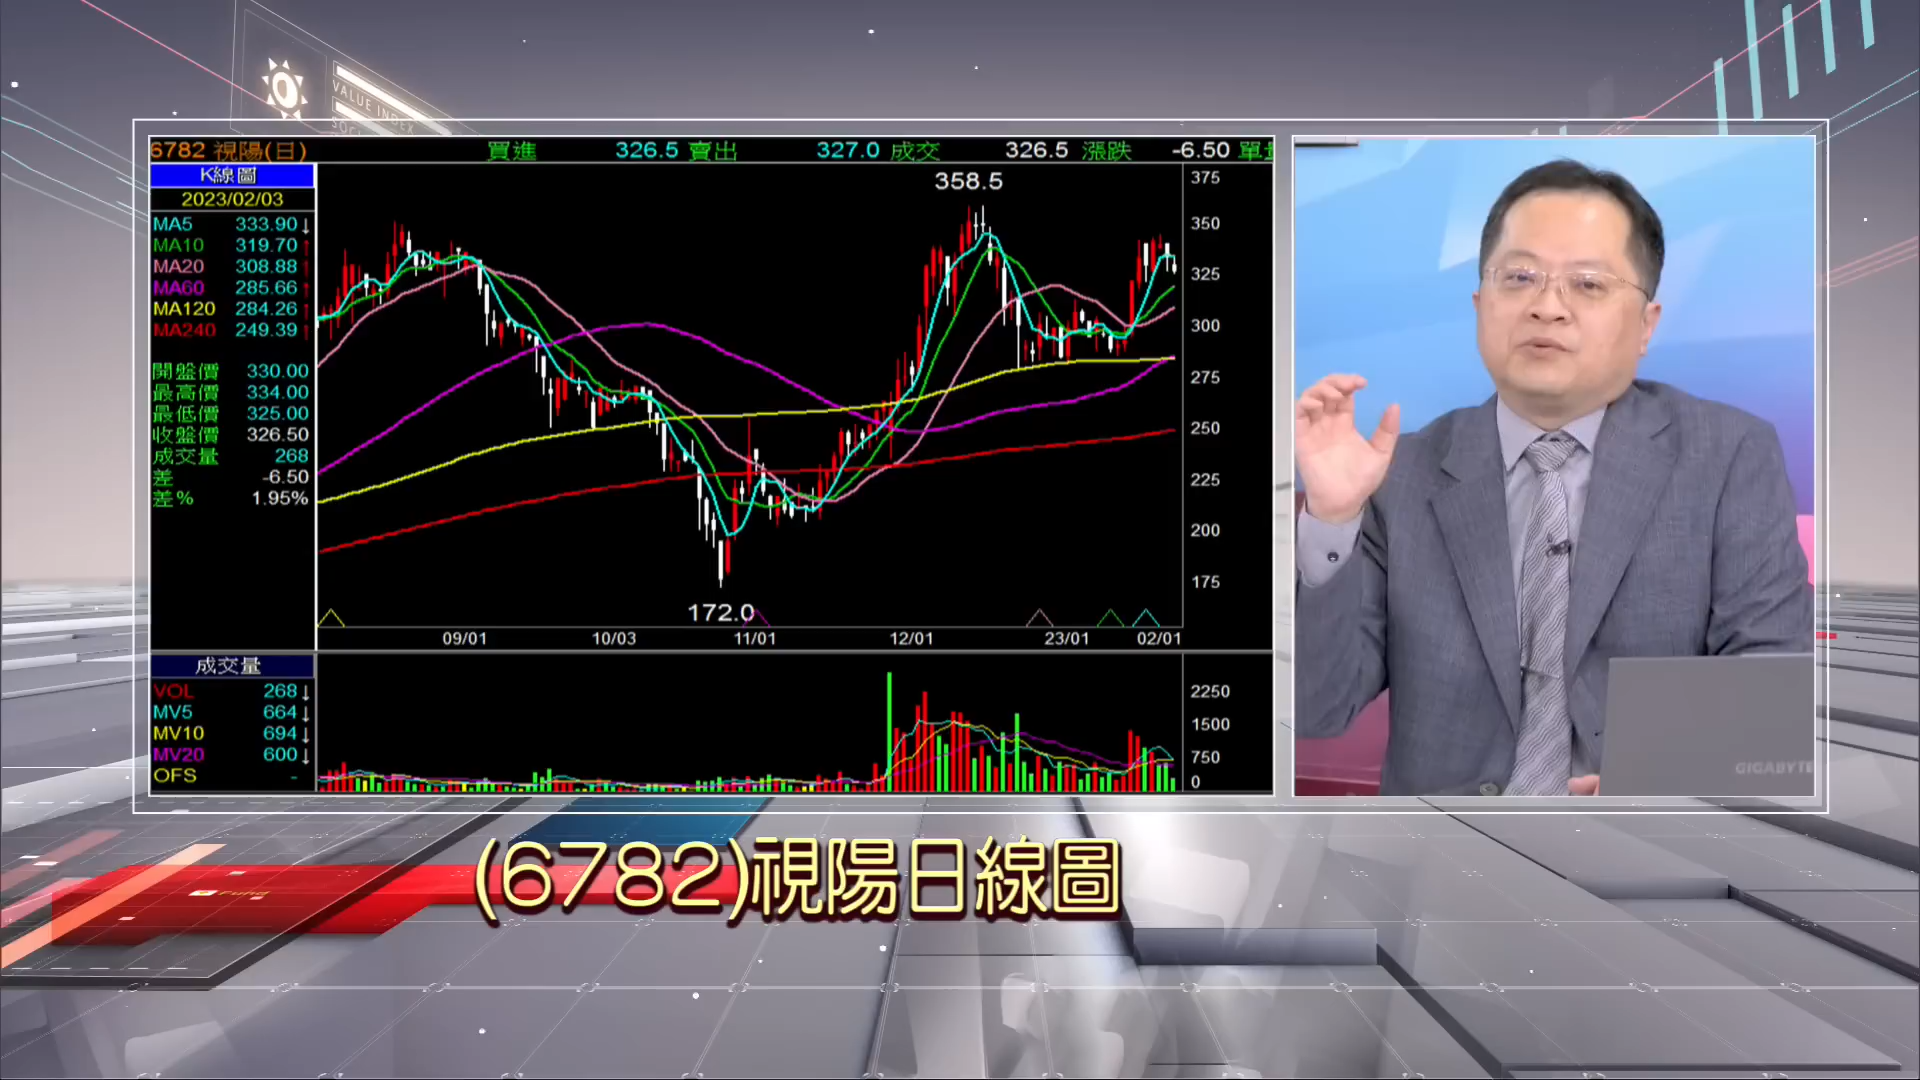 VALUE INDEX
6782 視陽(日) 買進 326.5 賣出 327.0 成交 326.5 漲跌 -6.50 單量
K線圖
2023/02/03
MA5 333.90↓
MA10 319.70↑
MA20 308.88↑
MA60 285.66↑
MA120 284.26↑
MA240 249.39↑
開盤價 330.00
最高價 334.00
最低價 325.00
收盤價 326.50
成交量 268
差 -6.50
差% 1.95%
358.5
172.0
375
350
325
300
275
250
225
200
175
09/01 10/03 11/01 12/01 23/01 02/01
成交量
VOL 268↓
MV5 664↓
MV10 694↓
MV20 600↓
OFS -
2250
1500
750
0
GIGABYTE
(6782)視陽日線圖
Fund